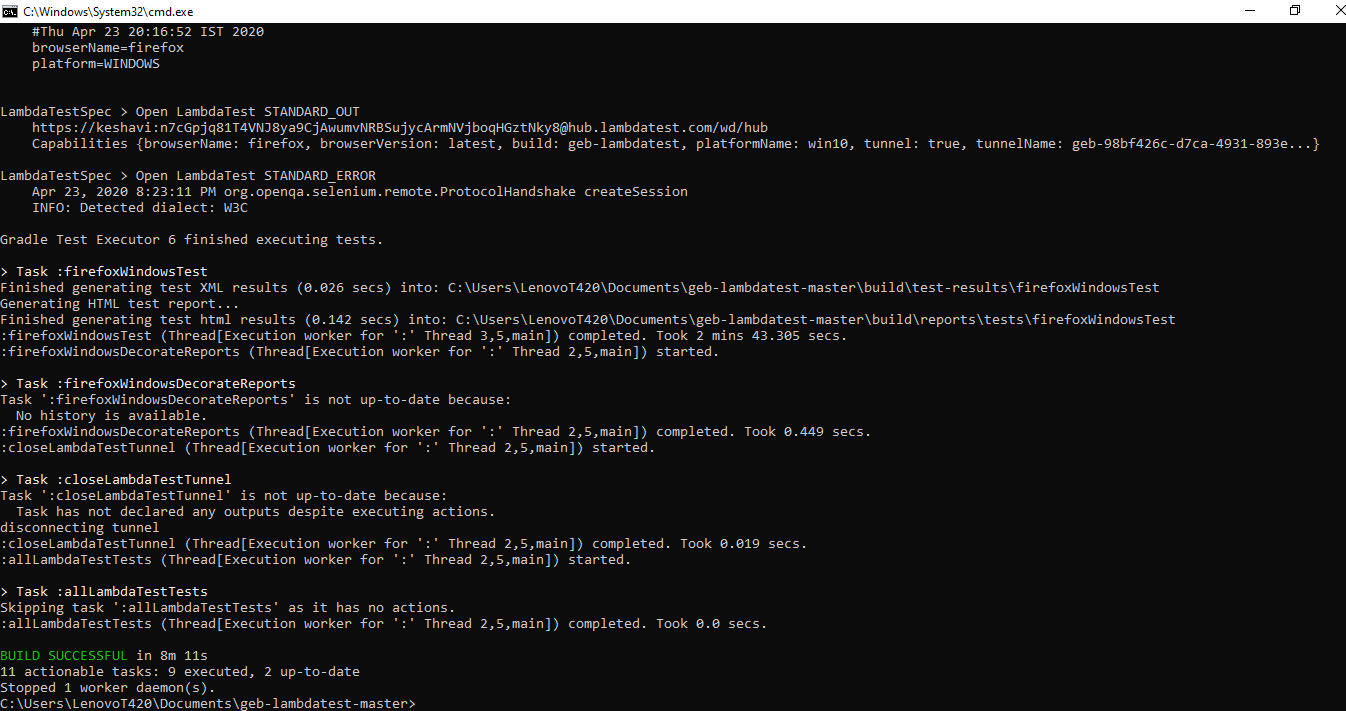 C:\Windows\System32\cmd.exe
#Thu Apr 23 20:16:52 IST 2020
browserName=firefox
platform=WINDOWS
LambdaTestSpec > Open LambdaTest STANDARD_OUT
https://keshavi:n7cGpjq81T4VNJ8ya9CjAwumvNRBSujycArmNVjboqHGztNky8@hub.lambdatest.com/wd/hub
Capabilities {browserName: firefox, browserVersion: latest, build: geb-lambdatest, platformName: win10, tunnel: true, tunnelName: geb-98bf426c-d7ca-4931-893e...}
LambdaTestSpec > Open LambdaTest STANDARD_ERROR
Apr 23, 2020 8:23:11 PM org.openqa.selenium.remote.ProtocolHandshake createSession
INFO: Detected dialect: W3C
Gradle Test Executor 6 finished executing tests.
> Task :firefoxWindowsTest
Finished generating test XML results (0.026 secs) into: C:\Users\LenovoT420\Documents\geb-lambdatest-master\build\test-results\firefoxWindowsTest
Generating HTML test report...
Finished generating test html results (0.142 secs) into: C:\Users\LenovoT420\Documents\geb-lambdatest-master\build\reports\tests\firefoxWindowsTest
:firefoxWindowsTest (Thread[Execution worker for ':' Thread 3,5,main]) completed. Took 2 mins 43.305 secs.
:firefoxWindowsDecorateReports (Thread[Execution worker for ':' Thread 2,5,main]) started.
> Task :firefoxWindowsDecorateReports
Task ':firefoxWindowsDecorateReports' is not up-to-date because:
No history is available.
:firefoxWindowsDecorateReports (Thread[Execution worker for ':' Thread 2,5,main]) completed. Took 0.449 secs.
:closeLambdaTestTunnel (Thread[Execution worker for ':' Thread 2,5,main]) started.
> Task :closeLambdaTestTunnel
Task ':closeLambdaTestTunnel' is not up-to-date because:
Task has not declared any outputs despite executing actions.
disconnecting tunnel
:closeLambdaTestTunnel (Thread[Execution worker for ':' Thread 2,5,main]) completed. Took 0.019 secs.
:allLambdaTestTests (Thread[Execution worker for ':' Thread 2,5,main]) started.
> Task :allLambdaTestTests
Skipping task ':allLambdaTestTests' as it has no actions.
:allLambdaTestTests (Thread[Execution worker for ':' Thread 2,5,main]) completed. Took 0.0 secs.
BUILD SUCCESSFUL in 8m 11s
11 actionable tasks: 9 executed, 2 up-to-date
Stopped 1 worker daemon(s).
C:\Users\LenovoT420\Documents\geb-lambdatest-master>